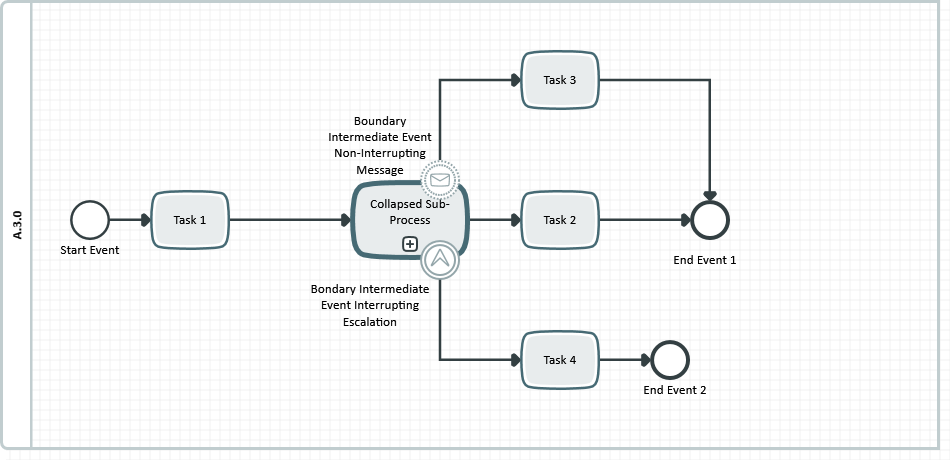 A.3.0
Task 3
Boundary
Intermediate Event
Non-Interrupting
Message
Collapsed Sub-
Process
Task 1
Task 2
Start Event
End Event 1
Bondary Intermediate
Event Interrupting
Escalation
Task 4
End Event 2